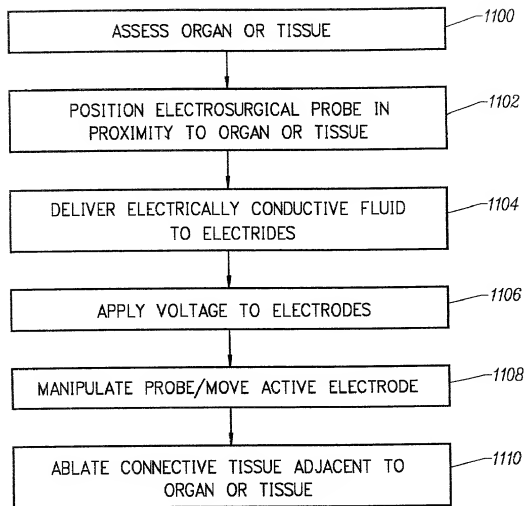 ASSESS ORGAN OR TISSUE
1100
POSITION ELECTROSURGICAL PROBE IN
PROXIMITY TO ORGAN OR TISSUE
1102
DELIVER ELECTRICALLY CONDUCTIVE FLUID
TO ELECTRIDES
1104
APPLY VOLTAGE TO ELECTRODES
1106
MANIPULATE PROBE/MOVE ACTIVE ELECTRODE
1108
ABLATE CONNECTIVE TISSUE ADJACENT TO
ORGAN OR TISSUE
1110